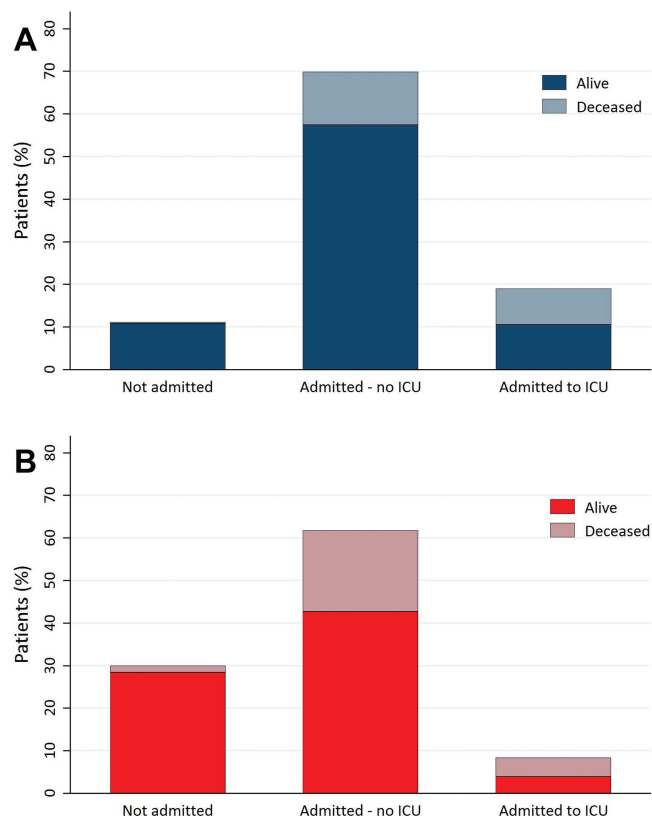 A
Patients (%)
80
70
60
50
40
30
20
10
0
Alive
Deceased
Not admitted
Admitted - no ICU
Admitted to ICU
B
Patients (%)
80
70
60
50
40
30
20
10
0
Alive
Deceased
Not admitted
Admitted - no ICU
Admitted to ICU